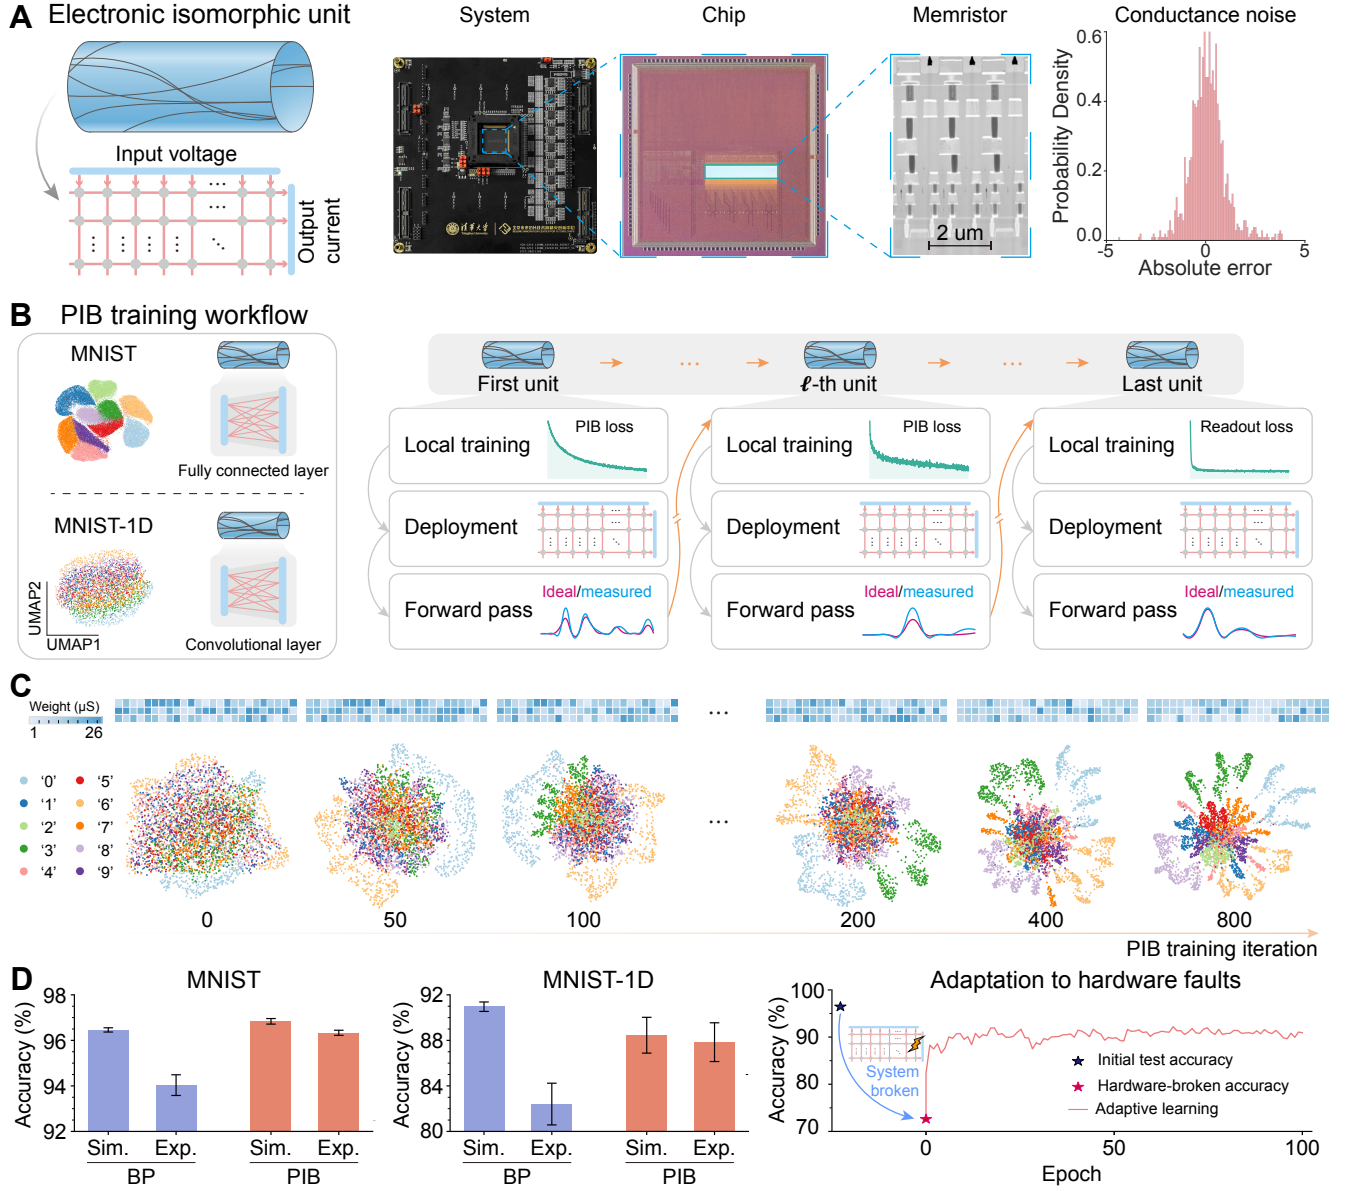 A Electronic isomorphic unit
System
Chip
Memristor
Conductance noise
Input voltage
...
...
Output current
清华大学
Tsinghua University
2 um
Probability Density
0.6
0.4
0.2
0.0
-5
0
5
Absolute error
B PIB training workflow
MNIST
Fully connected layer
MNIST-1D
UMAP2
UMAP1
Convolutional layer
First unit
...
ℓ-th unit
...
Last unit
Local training
PIB loss
Deployment
Forward pass
Ideal/measured
Local training
PIB loss
Deployment
Forward pass
Ideal/measured
Local training
Readout loss
Deployment
Forward pass
Ideal/measured
C
Weight (μS)
1 26
...
'0' '5'
'1' '6'
'2' '7'
'3' '8'
'4' '9'
...
0
50
100
200
400
800
PIB training iteration
D
MNIST
Accuracy (%)
98
96
94
92
Sim. Exp. Sim. Exp.
BP PIB
MNIST-1D
Accuracy (%)
92
88
84
80
Sim. Exp. Sim. Exp.
BP PIB
Adaptation to hardware faults
Accuracy (%)
100
90
80
70
System
broken
Initial test accuracy
Hardware-broken accuracy
Adaptive learning
0
50
100
Epoch